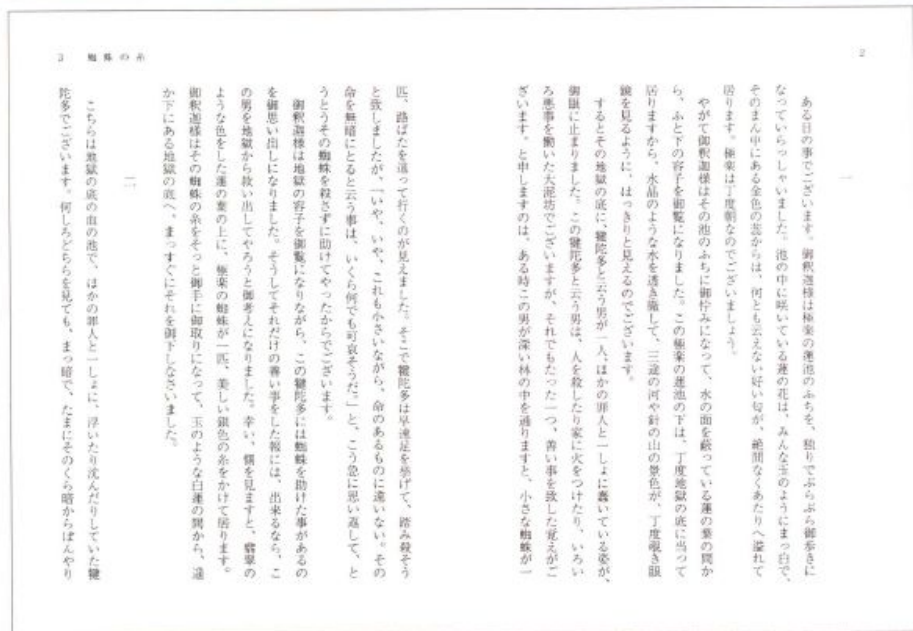 2
一
ある日の事でございます。御釈迦様は極楽の蓮池のふちを、独りでぶらぶら御歩きに
なっていらっしゃいました。池の中に咲いている蓮の花は、みんな玉のようにまっ白で、
そのまん中にある金色の蕊からは、何とも云えない好い匂が、絶間なくあたりへ溢れて
居ります。極楽は丁度朝なのでございましょう。
やがて御釈迦様はその池のふちに御佇みになって、水の面を蔽っている蓮の葉の間か
ら、ふと下の容子を御覧になりました。この極楽の蓮池の下は、丁度地獄の底に当って
居りますから、水晶のような水を透き徹して、三途の河や針の山の景色が、丁度覗き眼
鏡を見るように、はっきりと見えるのでございます。
するとその地獄の底に、犍陀多と云う男が一人、ほかの罪人と一しょに蠢いている姿が、
御眼に止まりました。この犍陀多と云う男は、人を殺したり家に火をつけたり、いろい
ろ悪事を働いた大泥坊でございますが、それでもたった一つ、善い事を致した覚えがご
ざいます。と申しますのは、ある時この男が深い林の中を通りますと、小さな蜘蛛が一
3 蜘蛛の糸
匹、路ばたを這って行くのが見えました。そこで犍陀多は早速足を挙げて、踏み殺そう
と致しましたが、「いや、いや、これも小さいながら、命のあるものに違いない。その
命を無暗にとると云う事は、いくら何でも可哀そうだ。」と、こう急に思い返して、と
うとうその蜘蛛を殺さずに助けてやったからでございます。
御釈迦様は地獄の容子を御覧になりながら、この犍陀多には蜘蛛を助けた事があるの
を御思い出しになりました。そうしてそれだけの善い事をした報には、出来るなら、こ
の男を地獄から救い出してやろうと御考えになりました。幸い、側を見ますと、翡翠の
ような色をした蓮の葉の上に、極楽の蜘蛛が一匹、美しい銀色の糸をかけて居ります。
御釈迦様はその蜘蛛の糸をそっと御手に御取りになって、玉のような白蓮の間から、遥
か下にある地獄の底へ、まっすぐにそれを御下しなさいました。
二
こちらは地獄の底の血の池で、ほかの罪人と一しょに、浮いたり沈んだりしていた犍
陀多でございます。何しろどちらを見ても、まっ暗で、たまにそのくら暗からぼんやり